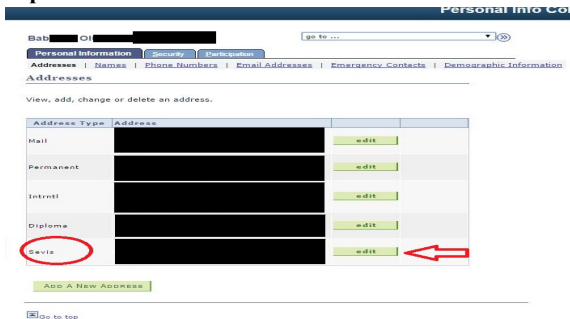 Personal Info Co
Bab Ol
go to ...
Personal Information Security Participation
Addresses | Names | Phone Numbers | Email Addresses | Emergency Contacts | Demographic Information
Addresses
View, add, change or delete an address.
Address Type Address
Mail edit
Permanent edit
Intrntl edit
Diploma edit
Sevis edit
ADD A NEW ADDRESS
Go to top